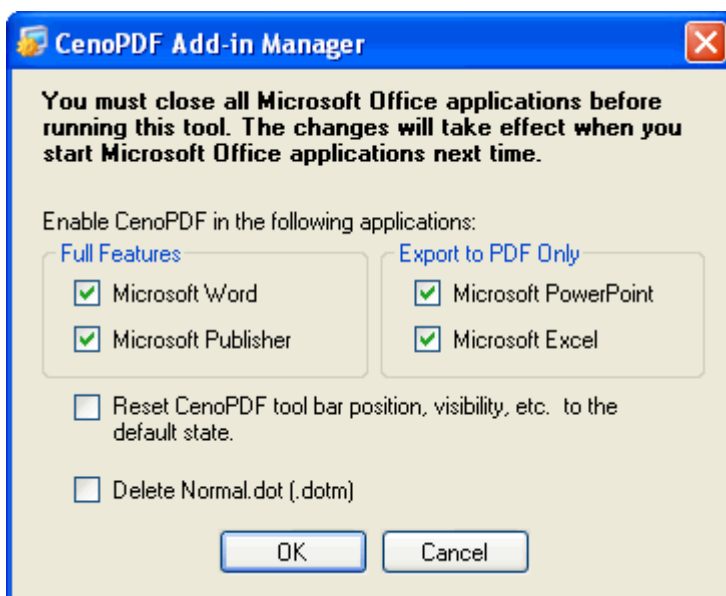 CenoPDF Add-in Manager
You must close all Microsoft Office applications before
running this tool. The changes will take effect when you
start Microsoft Office applications next time.
Enable CenoPDF in the following applications:
Full Features
Microsoft Word
Microsoft Publisher
Export to PDF Only
Microsoft PowerPoint
Microsoft Excel
Reset CenoPDF tool bar position, visibility, etc.  to the
default state.
Delete Normal.dot (.dotm)
OK
Cancel